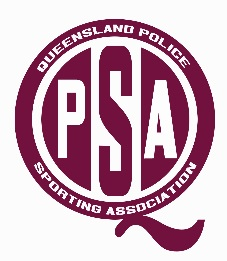 QUEENSLAND POLICE
PSA
SPORTING ASSOCIATION